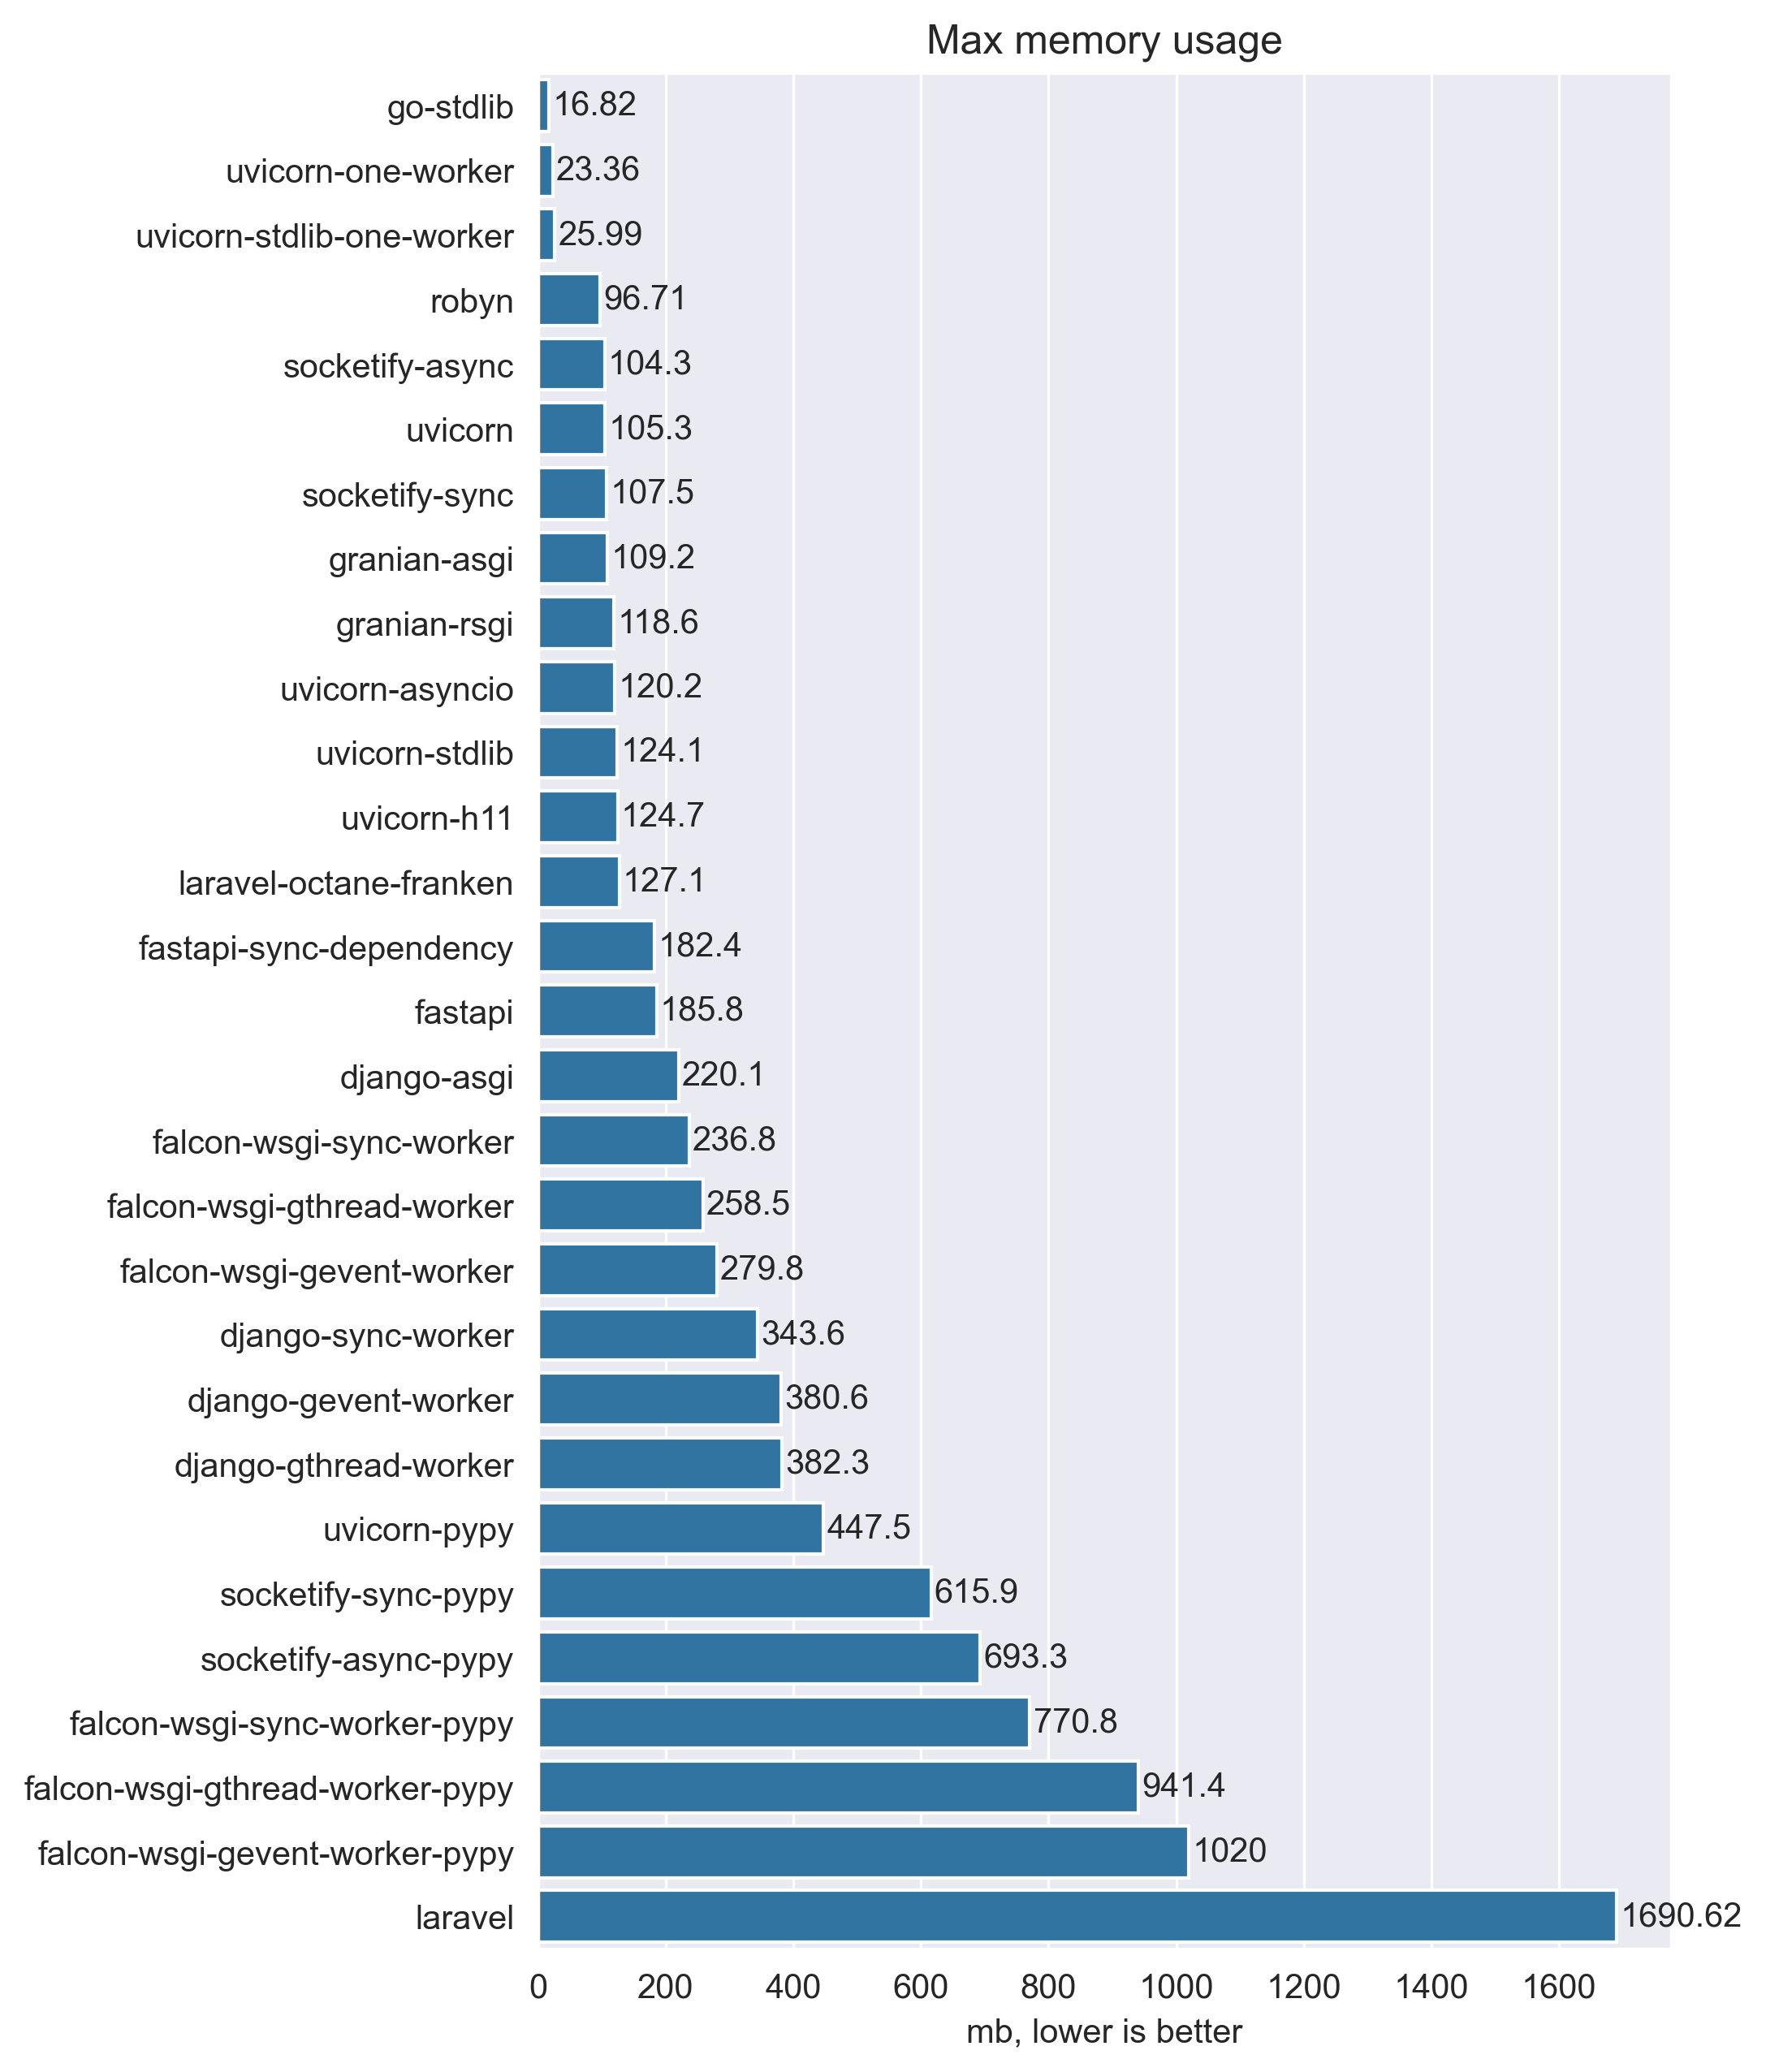 Max memory usage
go-stdlib 16.82
uvicorn-one-worker 23.36
uvicorn-stdlib-one-worker 25.99
robyn 96.71
socketify-async 104.3
uvicorn 105.3
socketify-sync 107.5
granian-asgi 109.2
granian-rsgi 118.6
uvicorn-asyncio 120.2
uvicorn-stdlib 124.1
uvicorn-h11 124.7
laravel-octane-franken 127.1
fastapi-sync-dependency 182.4
fastapi 185.8
django-asgi 220.1
falcon-wsgi-sync-worker 236.8
falcon-wsgi-gthread-worker 258.5
falcon-wsgi-gevent-worker 279.8
django-sync-worker 343.6
django-gevent-worker 380.6
django-gthread-worker 382.3
uvicorn-pypy 447.5
socketify-sync-pypy 615.9
socketify-async-pypy 693.3
falcon-wsgi-sync-worker-pypy 770.8
falcon-wsgi-gthread-worker-pypy 941.4
falcon-wsgi-gevent-worker-pypy 1020
laravel 1690.62
0 200 400 600 800 1000 1200 1400 1600
mb, lower is better